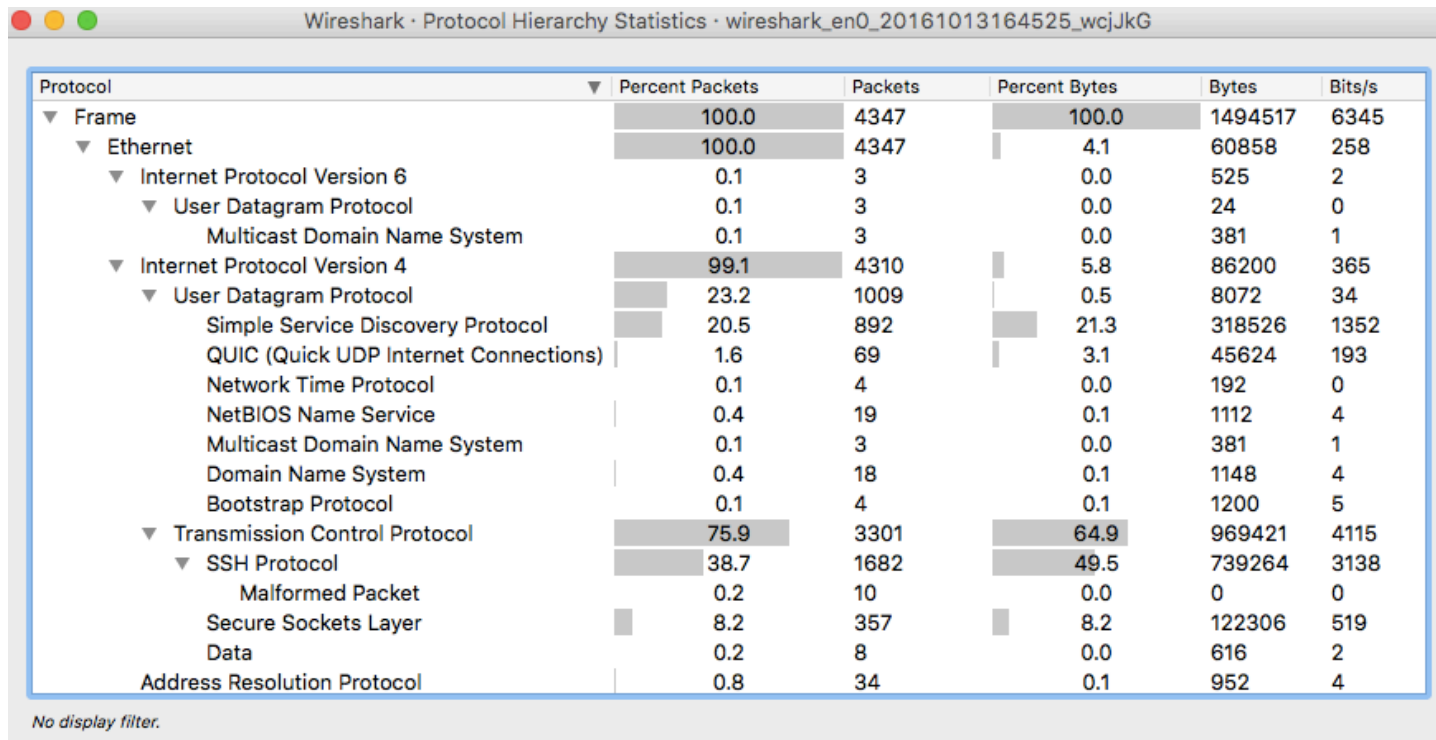 Wireshark · Protocol Hierarchy Statistics · wireshark_en0_20161013164525_wcjJkG
Protocol Percent Packets Packets Percent Bytes Bytes Bits/s
Frame 100.0 4347 100.0 1494517 6345
Ethernet 100.0 4347 4.1 60858 258
Internet Protocol Version 6 0.1 3 0.0 525 2
User Datagram Protocol 0.1 3 0.0 24 0
Multicast Domain Name System 0.1 3 0.0 381 1
Internet Protocol Version 4 99.1 4310 5.8 86200 365
User Datagram Protocol 23.2 1009 0.5 8072 34
Simple Service Discovery Protocol 20.5 892 21.3 318526 1352
QUIC (Quick UDP Internet Connections) 1.6 69 3.1 45624 193
Network Time Protocol 0.1 4 0.0 192 0
NetBIOS Name Service 0.4 19 0.1 1112 4
Multicast Domain Name System 0.1 3 0.0 381 1
Domain Name System 0.4 18 0.1 1148 4
Bootstrap Protocol 0.1 4 0.1 1200 5
Transmission Control Protocol 75.9 3301 64.9 969421 4115
SSH Protocol 38.7 1682 49.5 739264 3138
Malformed Packet 0.2 10 0.0 0 0
Secure Sockets Layer 8.2 357 8.2 122306 519
Data 0.2 8 0.0 616 2
Address Resolution Protocol 0.8 34 0.1 952 4
No display filter.